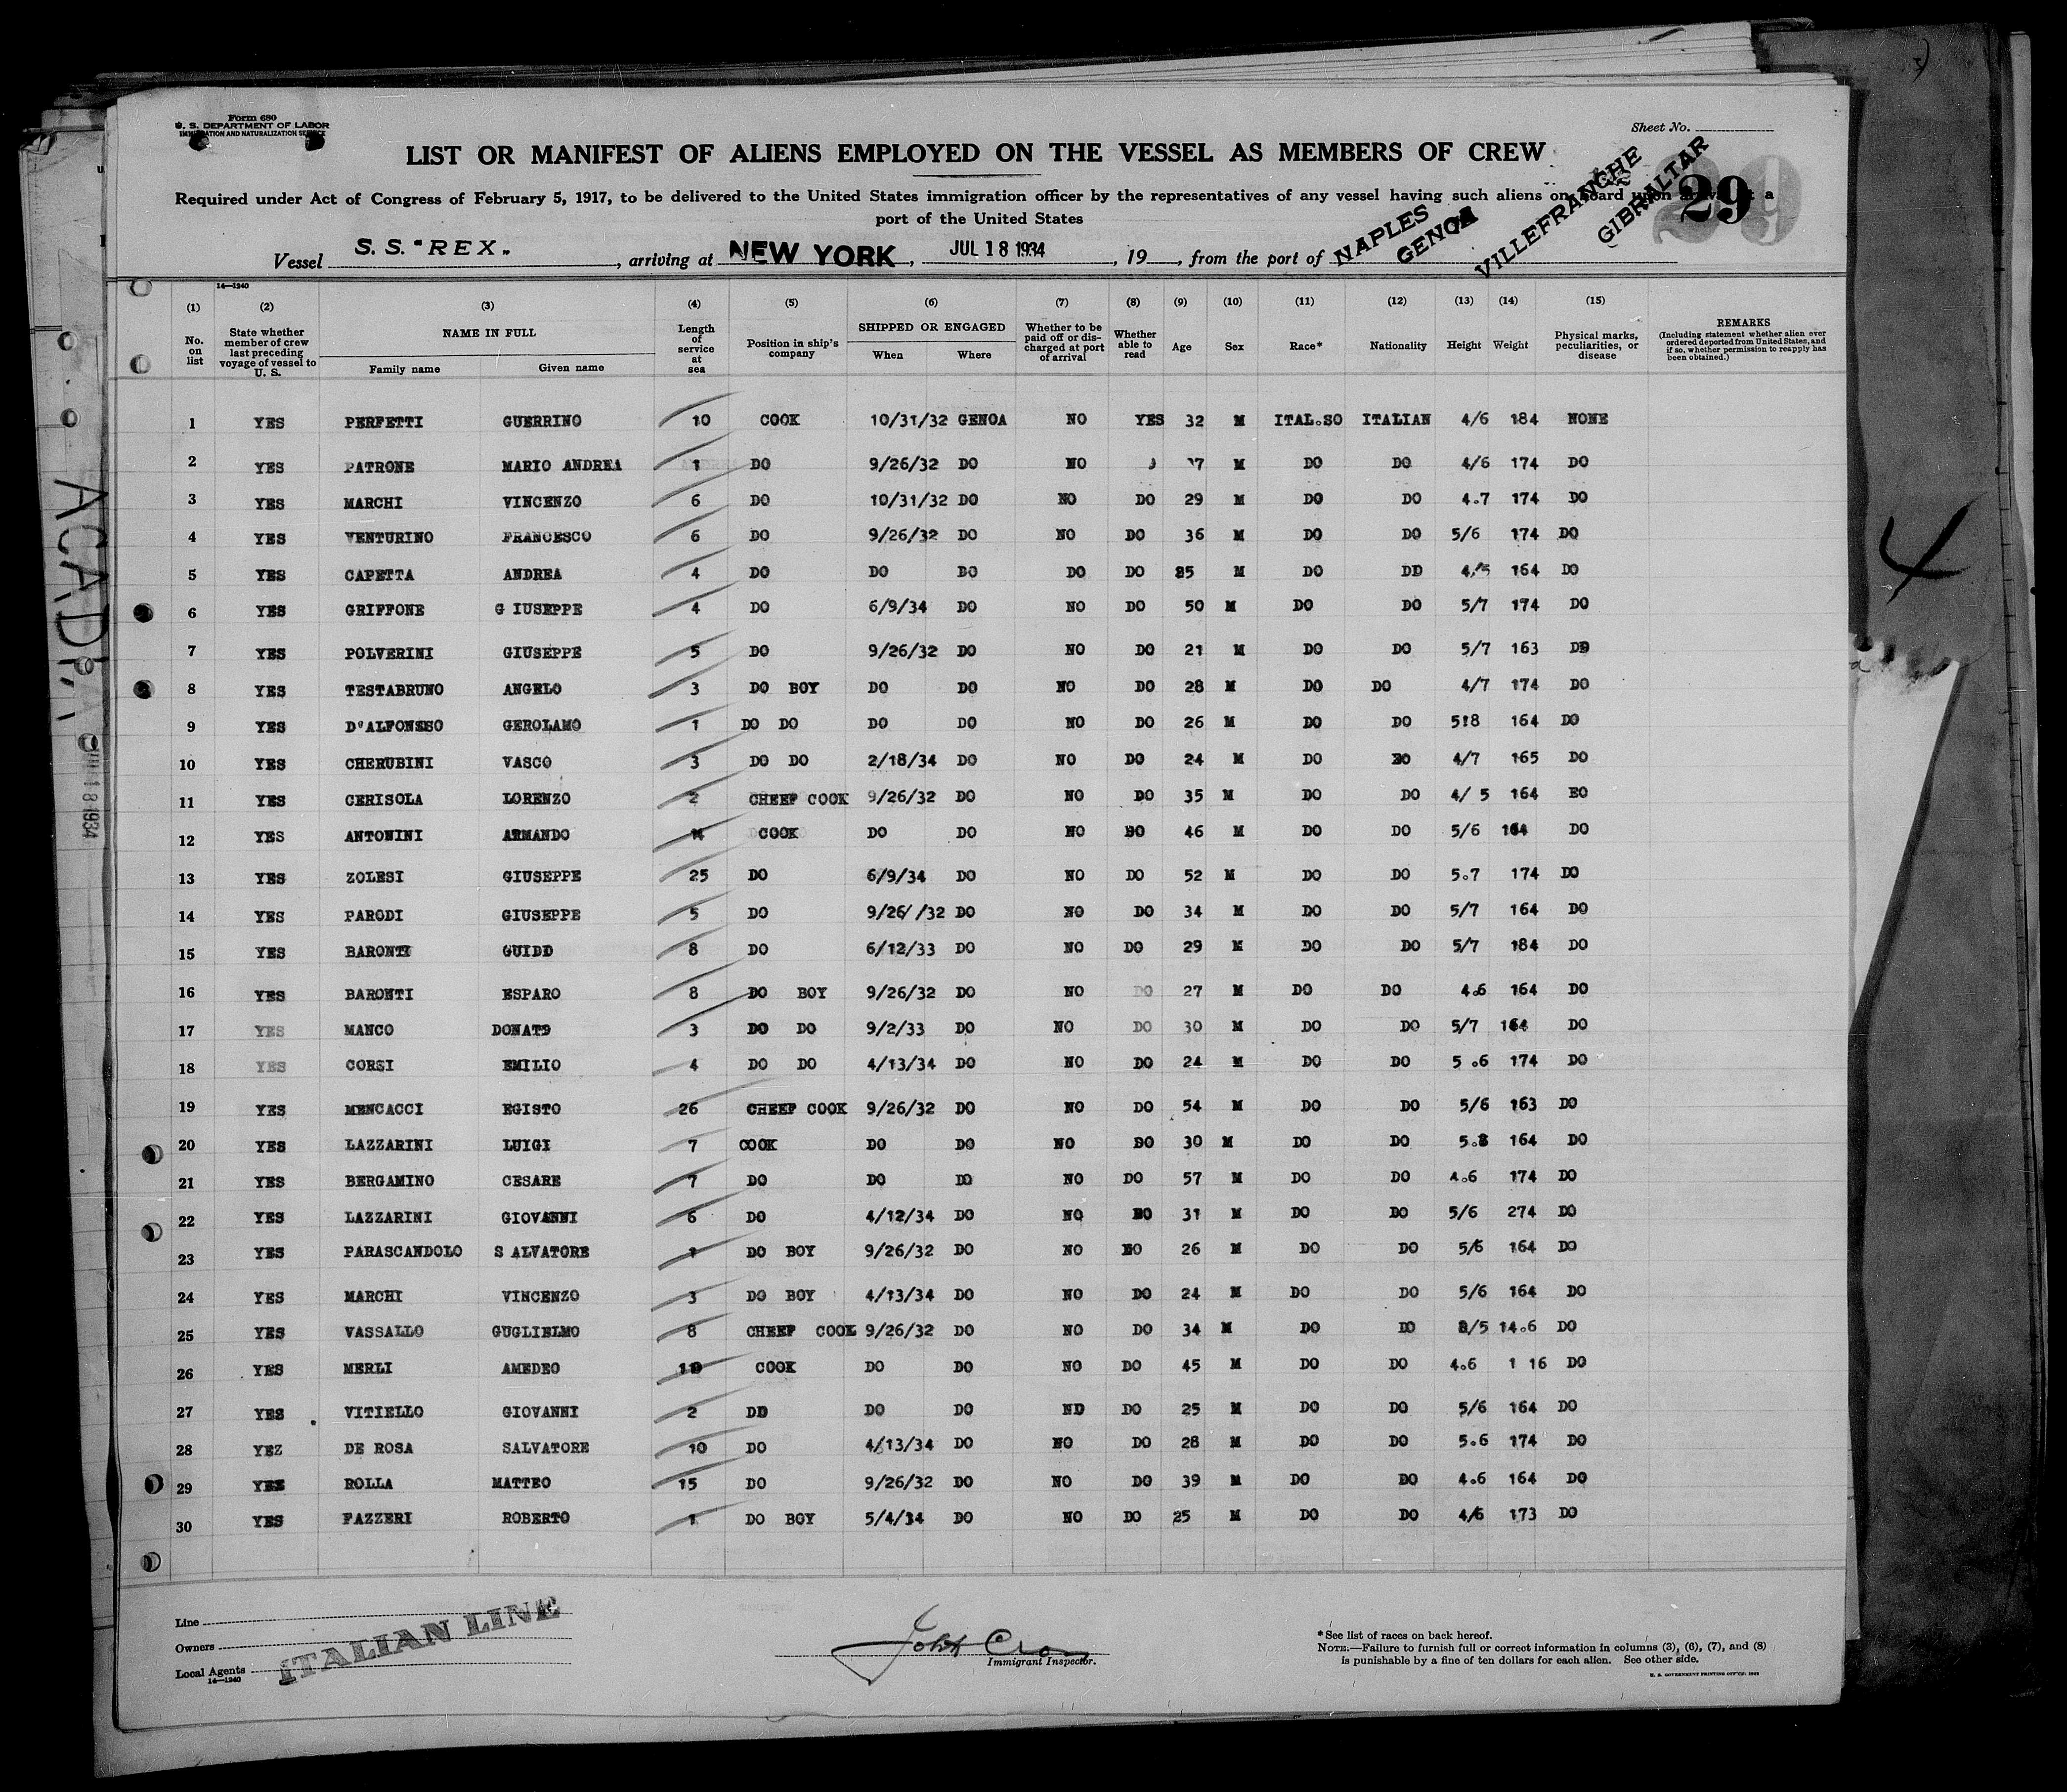 Form 680
U. S. DEPARTMENT OF LABOR
IMMIGRATION AND NATURALIZATION SERVICE
Sheet No.
LIST OR MANIFEST OF ALIENS EMPLOYED ON THE VESSEL AS MEMBERS OF CREW
29
Required under Act of Congress of February 5, 1917, to be delivered to the United States immigration officer by the representatives of any vessel having such aliens on board upon arrival at a
port of the United States
Vessel S. S. "REX", arriving at NEW YORK, JUL 18 1934, 19, from the port of NAPLES GENOA VILLEFRANCHE GIBRALTAR
14—1240
(1) No. on list (2) State whether member of crew last preceding voyage of vessel to U. S. (3) NAME IN FULL Family name Given name (4) Length of service at sea (5) Position in ship's company (6) SHIPPED OR ENGAGED When Where (7) Whether to be paid off or discharged at port of arrival (8) Whether able to read (9) Age (10) Sex (11) Race* (12) Nationality (13) Height (14) Weight (15) Physical marks, peculiarities, or disease REMARKS (Including statement whether alien ever ordered deported from United States, and if so, whether permission to reapply has been obtained.)
1 YES PERFETTI GUERRINO 10 COOK 10/31/32 GENOA NO YES 32 M ITAL.SO ITALIAN 4/6 184 NONE
2 YES PATRONE MARIO ANDREA 1 DO 9/26/32 DO NO M DO DO 4/6 174 DO
3 YES MARCHI VINCENZO 6 DO 10/31/32 DO NO DO 29 M DO DO 4.7 174 DO
4 YES VENTURINO FRANCESCO 6 DO 9/26/32 DO NO DO 36 M DO DO 5/6 174 DO
5 YES CAPETTA ANDREA 4 DO DO DO DO DO M DO DD 164 DO
6 YES GRIFFONE G IUSEPPE 4 DO 6/9/34 DO NO DO 50 M DO DO 5/7 174 DO
7 YES POLVERINI GIUSEPPE 5 DO 9/26/32 DO NO DO 21 M DO DO 5/7 163 DO
8 YES TESTABRUNO ANGELO 3 DO BOY DO DO NO DO 28 M DO DO 4/7 174 DO
9 YES D'ALFONSSO GEROLAMO 1 DO DO DO DO NO DO 26 M DO DO 5:8 164 DO
10 YES CHERUBINI VASCO 3 DO DO 2/18/34 DO NO DO 24 M DO DO 4/7 165 DO
11 YES CERISOLA LORENZO 2 CHEEF COOK 9/26/32 DO NO DO 35 M DO DO 4/ 5 164 EO
12 YES ANTONINI ARMANDO COOK DO DO NO DO 46 M DO DO 5/6 164 DO
13 YES ZOLESI GIUSEPPE 25 DO 6/9/34 DO NO DO 52 M DO DO 5.7 174 DO
14 YES PARODI GIUSEPPE 5 DO 9/26/ /32 DO NO DO 34 M DO DO 5/7 164 DO
15 YES BARONTI GUIDD 8 DO 6/12/33 DO NO DO 29 M DO DO 5/7 184 DO
16 YES BARONTI ESPARO 8 DO BOY 9/26/32 DO NO DO 27 M DO DO 4.6 164 DO
17 YES MANCO DONATO 3 DO DO 9/2/33 DO NO DO 30 M DO DO 5/7 164 DO
18 YES CORSI EMILIO 4 DO DO 4/13/34 DO NO DO 24 M DO DO 5 .6 174 DO
19 YES MENCACCI EGISTO 26 CHEEF COOK 9/26/32 DO NO DO 54 M DO DO 5/6 163 DO
20 YES LAZZARINI LUIGI 7 COOK DO DO NO DO 30 M DO DO 5.8 164 DO
21 YES BERGAMINO CESARE 7 DO DO DO NO DO 57 M DO DO 4.6 174 DO
22 YES LAZZARINI GIOVANNI 6 DO 4/12/34 DO NO DO 31 M DO DO 5/6 274 DO
23 YES PARASCANDOLO S ALVATORE 1 DO BOY 9/26/32 DO NO DO 26 M DO DO 5/6 164 DO
24 YES MARCHI VINCENZO 3 DO BOY 4/13/34 DO NO DO 24 M DO DO 5/6 164 DO
25 YES VASSALLO GUGLIELMO 8 CHEEF COOK 9/26/32 DO NO DO 34 M DO DO 14.6 DO
26 YES MERLI AMEDEO COOK DO DO NO DO 45 M DO DO 4.6 1 16 DO
27 YES VITIELLO GIOVANNI 2 DD DO DO ND DO 25 M DO DO 5/6 164 DO
28 YEZ DE ROSA SALVATORE 10 DO 4/13/34 DO NO DO 28 M DO DO 5.6 174 DO
29 YES ROLLA MATTEO 15 DO 9/26/32 DO NO DO 39 M DO DO 4.6 164 DO
30 YES FAZZERI ROBERTO 1 DO BOY 5/4/34 DO NO DO 25 M DO DO 4/6 173 DO
Line
Owners
Local Agents
14—1240
ITALIAN LINE
Immigrant Inspector.
*See list of races on back hereof.
NOTE.—Failure to furnish full or correct information in columns (3), (6), (7), and (8)
is punishable by a fine of ten dollars for each alien. See other side.
U. S. GOVERNMENT PRINTING OFFICE: 1932
JUL 18 1934
4